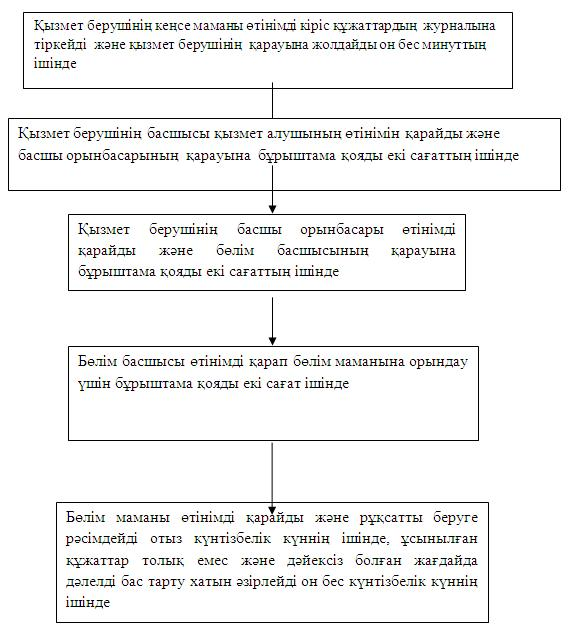 Қызмет берушінің кеңсе маманы өтінімді кіріс құжаттардың журналына
тіркейді және қызмет берушінің қарауына жолдайды он бес минуттың
ішінде
Қызмет берушінің басшысы қызмет алушының өтінімін қарайды және
басшы орынбасарының қарауына бұрыштама қояды екі сағаттың ішінде
Қызмет берушінің басшы орынбасары өтінімді
қарайды және бөлім басшысының қарауына
бұрыштама қояды екі сағаттың ішінде
Бөлім басшысы өтінімді қарап бөлім маманына орындау
үшін бұрыштама қояды екі сағат ішінде
Бөлім маманы өтінімді қарайды және рұқсатты беруге
рәсімдейді отыз күнтізбелік күннің ішінде, ұсынылған
құжаттар толық емес және дәйексіз болған жағдайда
дәлелді бас тарту хатын әзірлейді он бес күнтізбелік күннің
ішінде